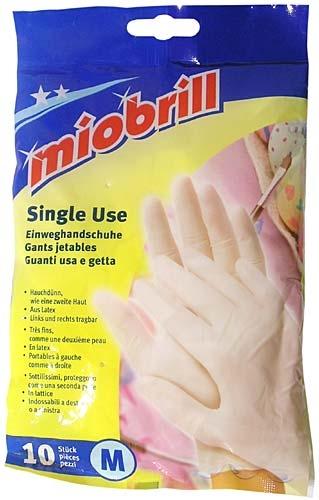 miobrill
Single Use
Einweghandschuhe
Gants jetables
Guanti usa e getta
• Hauchdünn,
wie eine zweite Haut
• Aus Latex
• Links und rechts tragbar
• Très fins,
comme une deuxième peau
• En latex
• Portables à gauche
comme à droite
• Sottilissimi, proteggono
come una seconda pelle
• In lattice
• Indossabili a destra
o a sinistra
10 Stück
pièces
pezzi
M